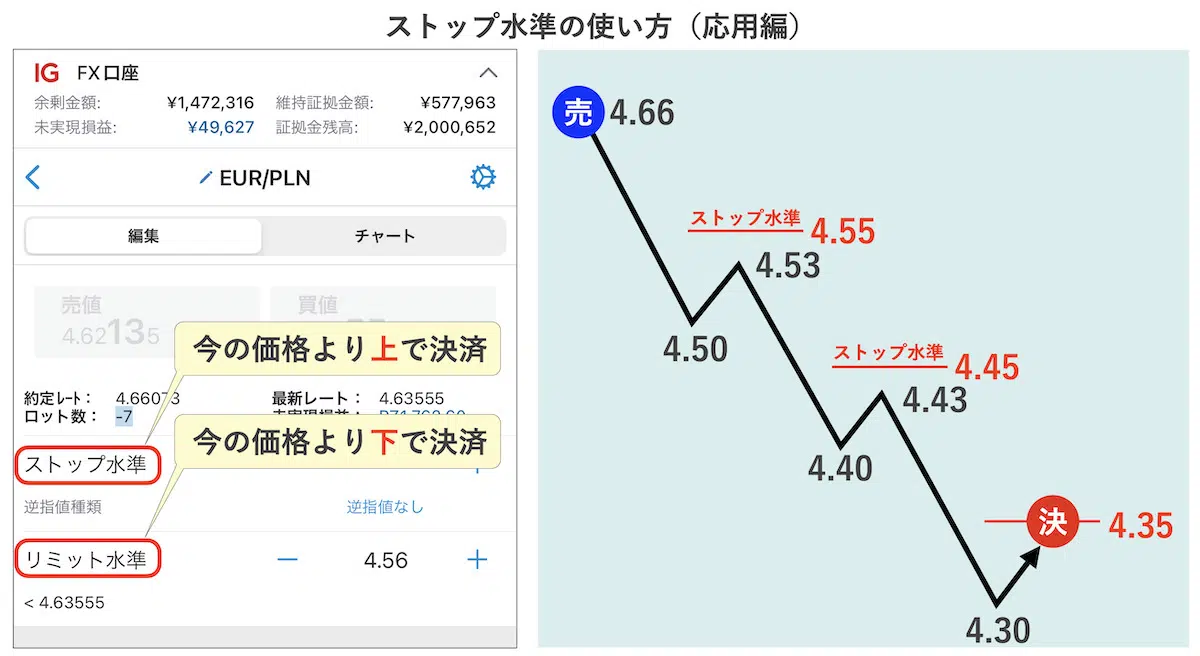 ストップ水準の使い方（応用編）
IG FX口座
余剰金額: ¥1,472,316 維持証拠金額: ¥577,963
未実現損益: ¥49,627 証拠金残高: ¥2,000,652
EUR/PLN
編集 チャート
売値 買値
4.62135
今の価格より上で決済
約定ﾚｰﾄ： 4.66073 最新レート： 4.63555
ロット数： -7
今の価格より下で決済
ストップ水準
逆指値種類 逆指値なし
リミット水準 4.56
< 4.63555
売 4.66
ストップ水準 4.55
4.53
4.50
ストップ水準 4.45
4.43
4.40
決 4.35
4.30